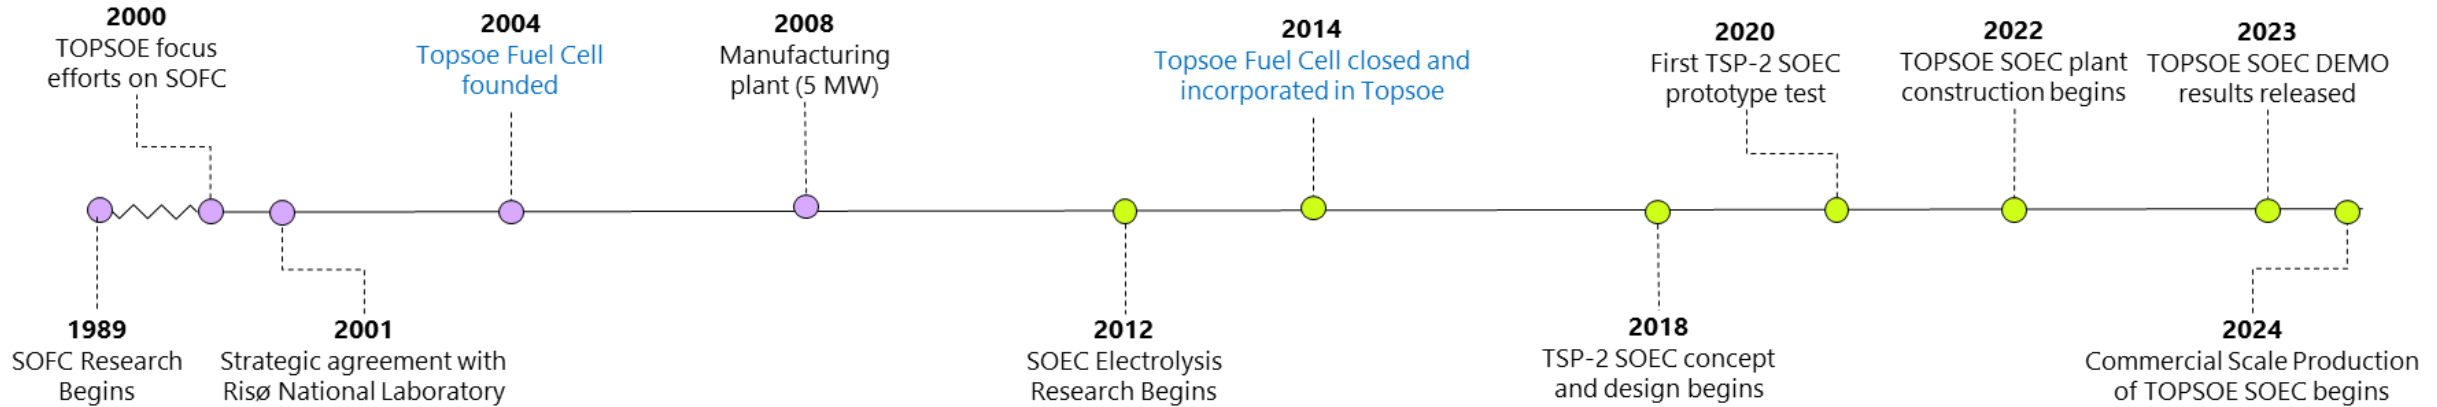 2000
TOPSOE focus
efforts on SOFC
2004
Topsoe Fuel Cell
founded
2008
Manufacturing
plant (5 MW)
2014
Topsoe Fuel Cell closed and
incorporated in Topsoe
2020
First TSP-2 SOEC
prototype test
2022
TOPSOE SOEC plant
construction begins
2023
TOPSOE SOEC DEMO
results released
1989
SOFC Research
Begins
2001
Strategic agreement with
Risø National Laboratory
2012
SOEC Electrolysis
Research Begins
2018
TSP-2 SOEC concept
and design begins
2024
Commercial Scale Production
of TOPSOE SOEC begins